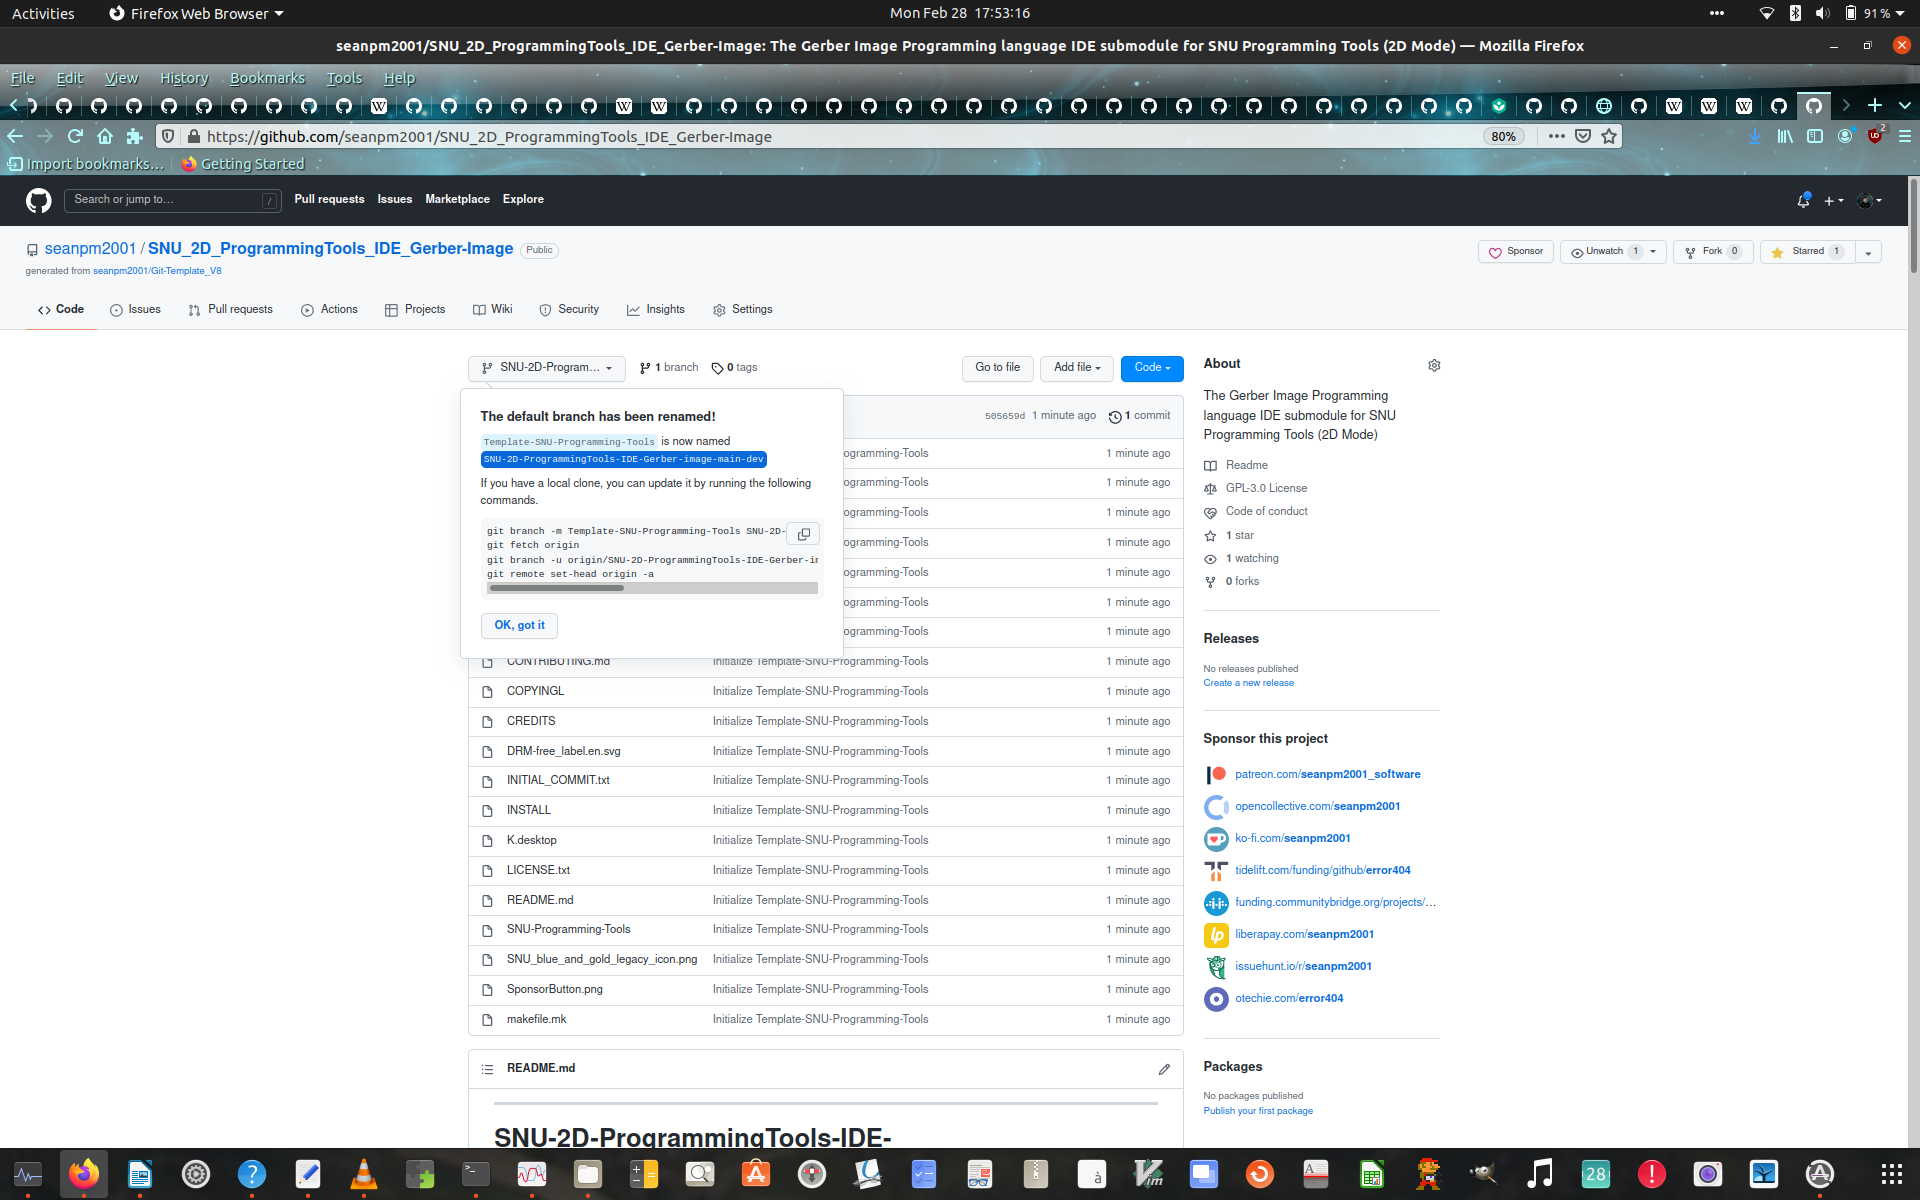 Activities
Firefox Web Browser
Mon Feb 28 17:53:16
91 %
seanpm2001/SNU_2D_ProgrammingTools_IDE_Gerber-Image: The Gerber Image Programming language IDE submodule for SNU Programming Tools (2D Mode) — Mozilla Firefox
File Edit View History Bookmarks Tools Help
https://github.com/seanpm2001/SNU_2D_ProgrammingTools_IDE_Gerber-Image
80%
2
Import bookmarks...
Getting Started
Search or jump to...
/
Pull requests
Issues
Marketplace
Explore
seanpm2001 / SNU_2D_ProgrammingTools_IDE_Gerber-Image
Public
generated from seanpm2001/Git-Template_V8
Sponsor
Unwatch 1
Fork 0
Starred 1
Code
Issues
Pull requests
Actions
Projects
Wiki
Security
Insights
Settings
SNU-2D-Program...
1 branch
0 tags
Go to file
Add file
Code
505659d 1 minute ago
1 commit
The default branch has been renamed!
Template-SNU-Programming-Tools is now named
SNU-2D-ProgrammingTools-IDE-Gerber-image-main-dev
If you have a local clone, you can update it by running the following
commands.
git branch -m Template-SNU-Programming-Tools SNU-2D-
git fetch origin
git branch -u origin/SNU-2D-ProgrammingTools-IDE-Gerber-i
git remote set-head origin -a
OK, got it
ogramming-Tools 1 minute ago
ogramming-Tools 1 minute ago
ogramming-Tools 1 minute ago
ogramming-Tools 1 minute ago
ogramming-Tools 1 minute ago
ogramming-Tools 1 minute ago
ogramming-Tools 1 minute ago
CONTRIBUTING.md Initialize Template-SNU-Programming-Tools 1 minute ago
COPYINGL Initialize Template-SNU-Programming-Tools 1 minute ago
CREDITS Initialize Template-SNU-Programming-Tools 1 minute ago
DRM-free_label.en.svg Initialize Template-SNU-Programming-Tools 1 minute ago
INITIAL_COMMIT.txt Initialize Template-SNU-Programming-Tools 1 minute ago
INSTALL Initialize Template-SNU-Programming-Tools 1 minute ago
K.desktop Initialize Template-SNU-Programming-Tools 1 minute ago
LICENSE.txt Initialize Template-SNU-Programming-Tools 1 minute ago
README.md Initialize Template-SNU-Programming-Tools 1 minute ago
SNU-Programming-Tools Initialize Template-SNU-Programming-Tools 1 minute ago
SNU_blue_and_gold_legacy_icon.png Initialize Template-SNU-Programming-Tools 1 minute ago
SponsorButton.png Initialize Template-SNU-Programming-Tools 1 minute ago
makefile.mk Initialize Template-SNU-Programming-Tools 1 minute ago
README.md
SNU-2D-ProgrammingTools-IDE-
About
The Gerber Image Programming
language IDE submodule for SNU
Programming Tools (2D Mode)
Readme
GPL-3.0 License
Code of conduct
1 star
1 watching
0 forks
Releases
No releases published
Create a new release
Sponsor this project
patreon.com/seanpm2001_software
opencollective.com/seanpm2001
ko-fi.com/seanpm2001
tidelift.com/funding/github/error404
funding.communitybridge.org/projects/...
liberapay.com/seanpm2001
issuehunt.io/r/seanpm2001
otechie.com/error404
Packages
No packages published
Publish your first package
28